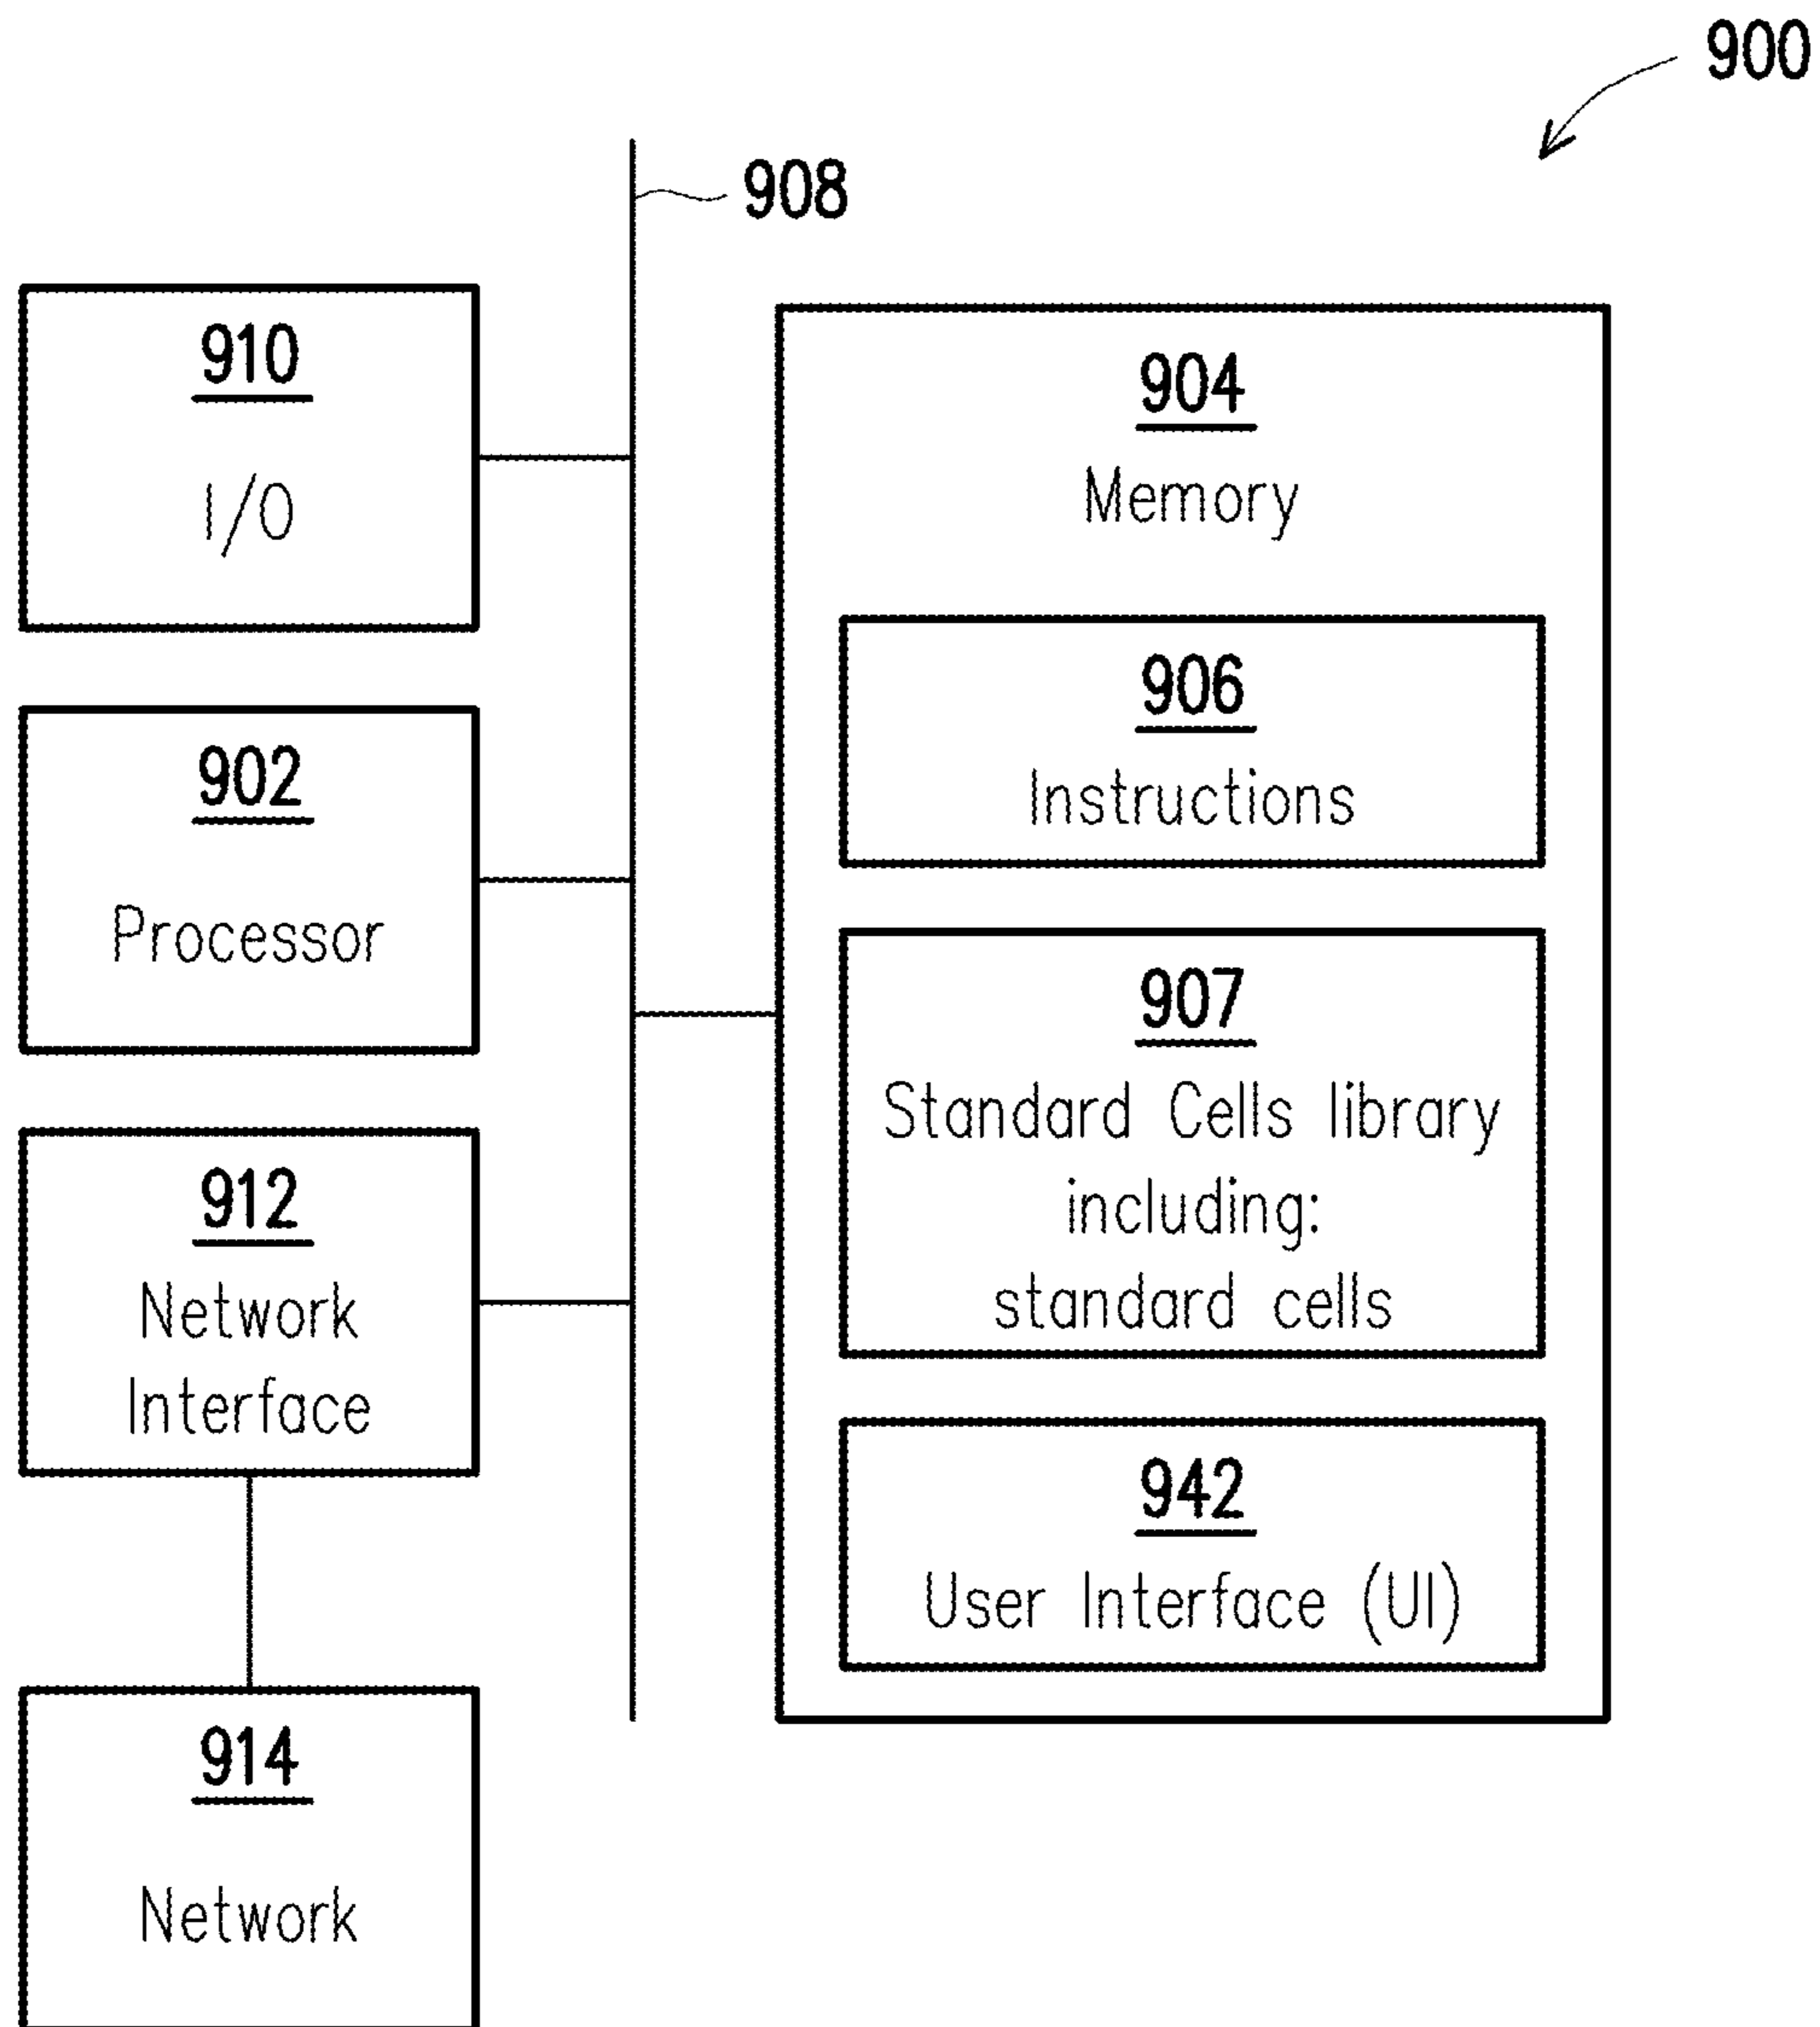 900
908
910
I/O
902
Processor
912
Network
Interface
914
Network
904
Memory
906
Instructions
907
Standard Cells library
including:
standard cells
942
User Interface (UI)